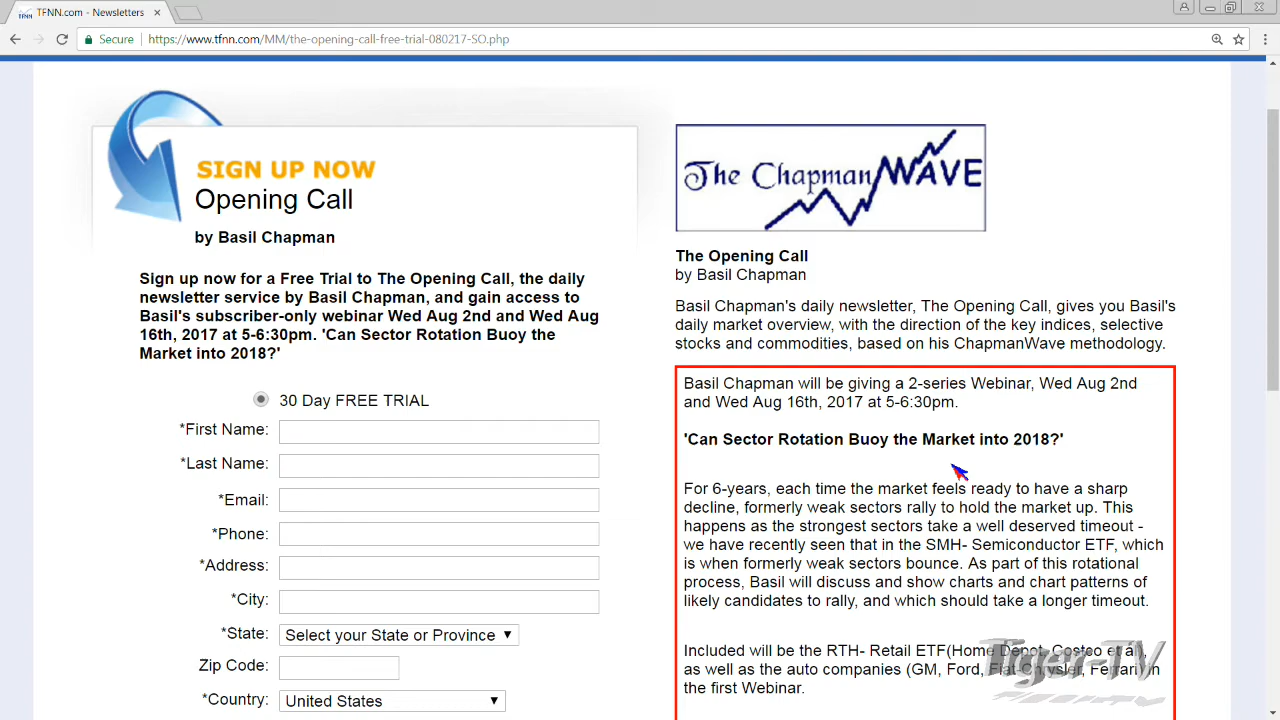 TFNN.com - Newsletters
Secure
https://www.tfnn.com/MM/the-opening-call-free-trial-080217-SO.php
SIGN UP NOW
Opening Call
by Basil Chapman
Sign up now for a Free Trial to The Opening Call, the daily
newsletter service by Basil Chapman, and gain access to
Basil's subscriber-only webinar Wed Aug 2nd and Wed Aug
16th, 2017 at 5-6:30pm. 'Can Sector Rotation Buoy the
Market into 2018?'
30 Day FREE TRIAL
*First Name:
*Last Name:
*Email:
*Phone:
*Address:
*City:
*State: Select your State or Province
Zip Code:
*Country: United States
The Chapman WAVE
The Opening Call
by Basil Chapman
Basil Chapman's daily newsletter, The Opening Call, gives you Basil's
daily market overview, with the direction of the key indices, selective
stocks and commodities, based on his ChapmanWave methodology.
Basil Chapman will be giving a 2-series Webinar, Wed Aug 2nd
and Wed Aug 16th, 2017 at 5-6:30pm.
'Can Sector Rotation Buoy the Market into 2018?'
For 6-years, each time the market feels ready to have a sharp
decline, formerly weak sectors rally to hold the market up. This
happens as the strongest sectors take a well deserved timeout -
we have recently seen that in the SMH- Semiconductor ETF, which
is when formerly weak sectors bounce. As part of this rotational
process, Basil will discuss and show charts and chart patterns of
likely candidates to rally, and which should take a longer timeout.
Included will be the RTH- Retail ETF(Home Depot, Costco et al),
as well as the auto companies (GM, Ford, Fiat-Chrysler, Ferrari) in
the first Webinar.
Tiger-TV